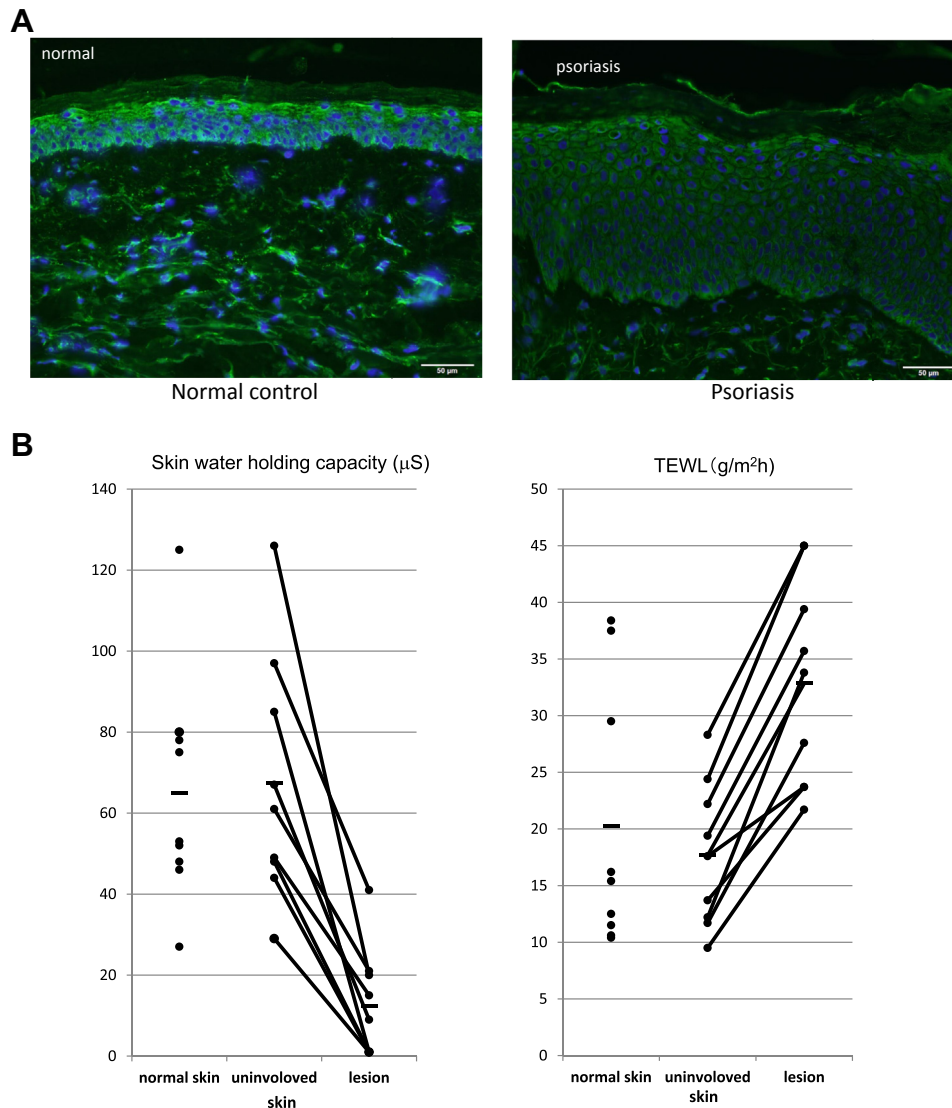 A
normal
psoriasis
50 µm
50 µm
Normal control
Psoriasis
B
Skin water holding capacity (µS)
TEWL(g/m²h)
140
120
100
80
60
40
20
0
normal skin
uninvoloved
skin
lesion
50
45
40
35
30
25
20
15
10
5
0
normal skin
uninvoloved
skin
lesion